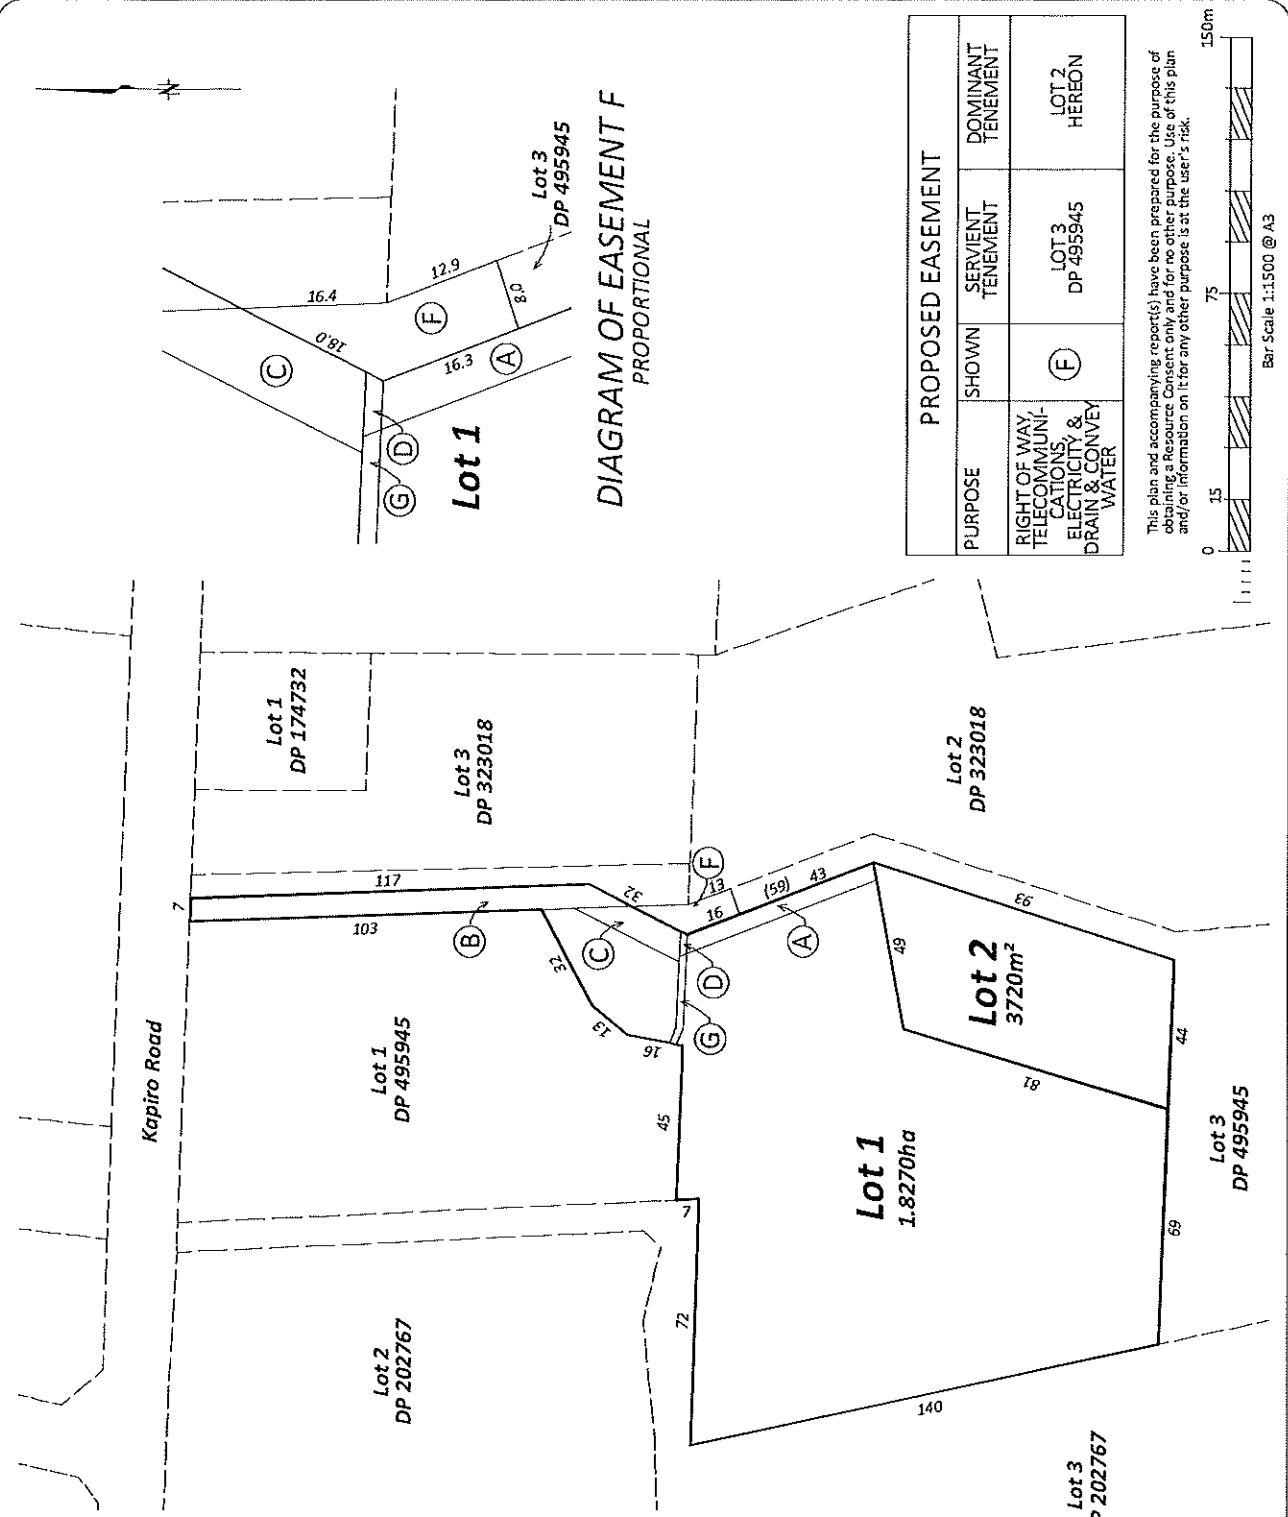 Kapiro Road
Lot 2
DP 202767
Lot 1
DP 495945
Lot 1
DP 174732
Lot 3
DP 323018
Lot 2
DP 323018
Lot 3
DP 495945
Lot 3
P 202767
Lot 1
1.8270ha
Lot 2
3720m²
7
117
103
32
32
13
16
45
7
72
140
69
44
81
49
93
43
(59)
16
13
B
C
D
G
A
F
Lot 1
C
D
G
A
F
16.4
18.0
16.3
12.9
8.0
Lot 3
DP 495945
N
DIAGRAM OF EASEMENT F
PROPORTIONAL
PROPOSED EASEMENT
PURPOSE SHOWN SERVIENT TENEMENT DOMINANT TENEMENT
RIGHT OF WAY,
TELECOMMUNI-
CATIONS,
ELECTRICITY &
DRAIN & CONVEY
WATER
F
LOT 3
DP 495945
LOT 2
HEREON
This plan and accompanying report(s) have been prepared for the purpose of
obtaining a Resource Consent only and for no other purpose. Use of this plan
and/or information on it for any other purpose is at the user's risk.
0 15 75 150m
Bar Scale 1:1500 @ A3